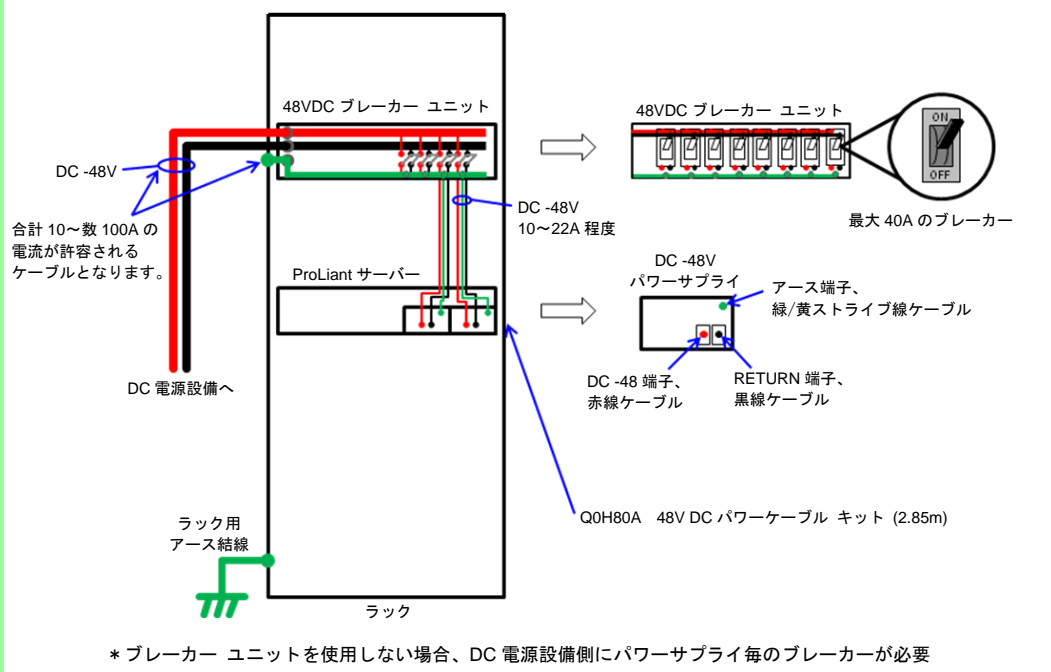 48VDC ブレーカー ユニット
48VDC ブレーカー ユニット
ON
OFF
最大 40A のブレーカー
DC -48V
合計 10～数 100A の
電流が許容される
ケーブルとなります。
DC -48V
10～22A 程度
ProLiant サーバー
DC -48V
パワーサプライ
アース端子、
緑/黄ストライプ線ケーブル
DC -48 端子、
赤線ケーブル
RETURN 端子、
黒線ケーブル
DC 電源設備へ
Q0H80A 48V DC パワーケーブル キット (2.85m)
ラック用
アース結線
ラック
* ブレーカー ユニットを使用しない場合、DC 電源設備側にパワーサプライ毎のブレーカーが必要